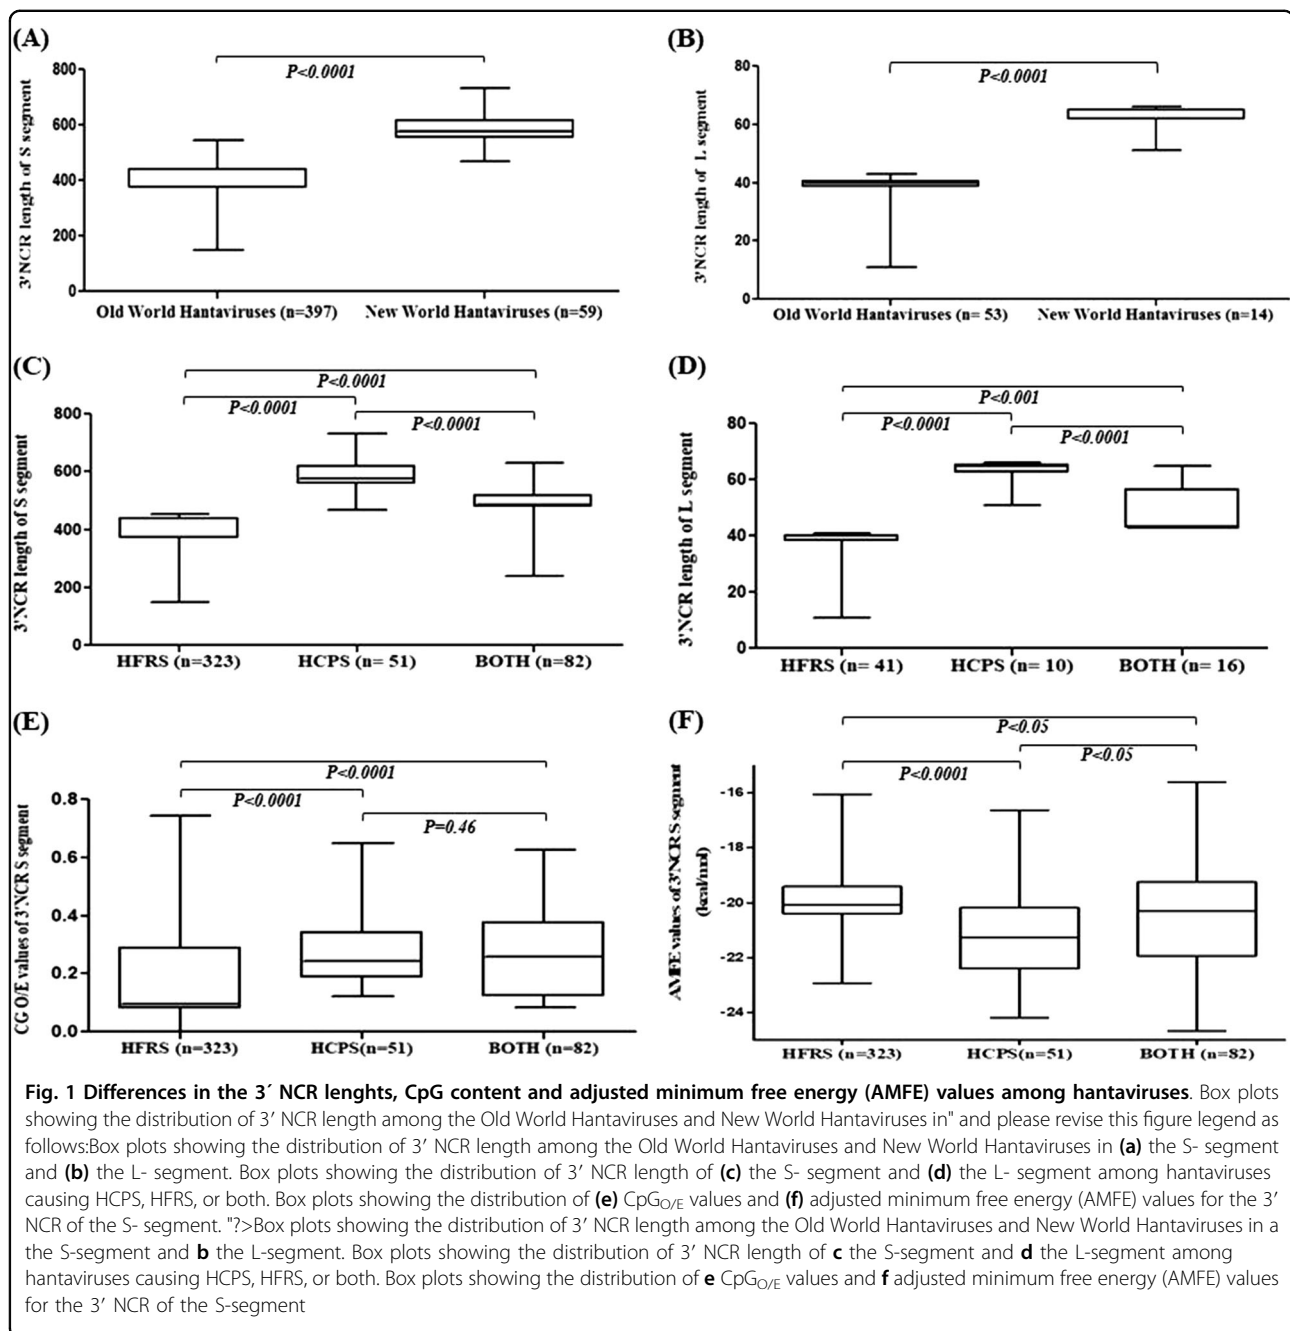 (A)
3'NCR length of S segment
800
600
400
200
0
P<0.0001
Old World Hantaviruses (n=397)
New World Hantaviruses (n=59)
(B)
3'NCR length of L segment
80
60
40
20
0
P<0.0001
Old World Hantaviruses (n= 53)
New World Hantaviruses (n=14)
(C)
3'NCR length of S segment
800
600
400
200
0
P<0.0001
P<0.0001
P<0.0001
HFRS (n=323)
HCPS (n= 51)
BOTH (n=82)
(D)
3'NCR length of L segment
80
60
40
20
0
P<0.001
P<0.0001
P<0.0001
HFRS (n= 41)
HCPS (n= 10)
BOTH (n= 16)
(E)
CG O/E values of 3'NCR S segment
0.8
0.6
0.4
0.2
0.0
P<0.0001
P<0.0001
P=0.46
HFRS (n=323)
HCPS(n=51)
BOTH (n=82)
(F)
AMFE values of 3'NCR S segment
(kcal/mol)
-16
-18
-20
-22
-24
P<.05
P<0.0001
P<.05
HFRS (n=323)
HCPS(n=51)
BOTH (n=82)
Fig. 1 Differences in the 3´ NCR lenghts, CpG content and adjusted minimum free energy (AMFE) values among hantaviruses. Box plots
showing the distribution of 3′ NCR length among the Old World Hantaviruses and New World Hantaviruses in" and please revise this figure legend as
follows:Box plots showing the distribution of 3′ NCR length among the Old World Hantaviruses and New World Hantaviruses in (a) the S- segment
and (b) the L- segment. Box plots showing the distribution of 3′ NCR length of (c) the S- segment and (d) the L- segment among hantaviruses
causing HCPS, HFRS, or both. Box plots showing the distribution of (e) CpGO/E values and (f) adjusted minimum free energy (AMFE) values for the 3′
NCR of the S- segment. "?>Box plots showing the distribution of 3′ NCR length among the Old World Hantaviruses and New World Hantaviruses in a
the S-segment and b the L-segment. Box plots showing the distribution of 3′ NCR length of c the S-segment and d the L-segment among
hantaviruses causing HCPS, HFRS, or both. Box plots showing the distribution of e CpGO/E values and f adjusted minimum free energy (AMFE) values
for the 3′ NCR of the S-segment